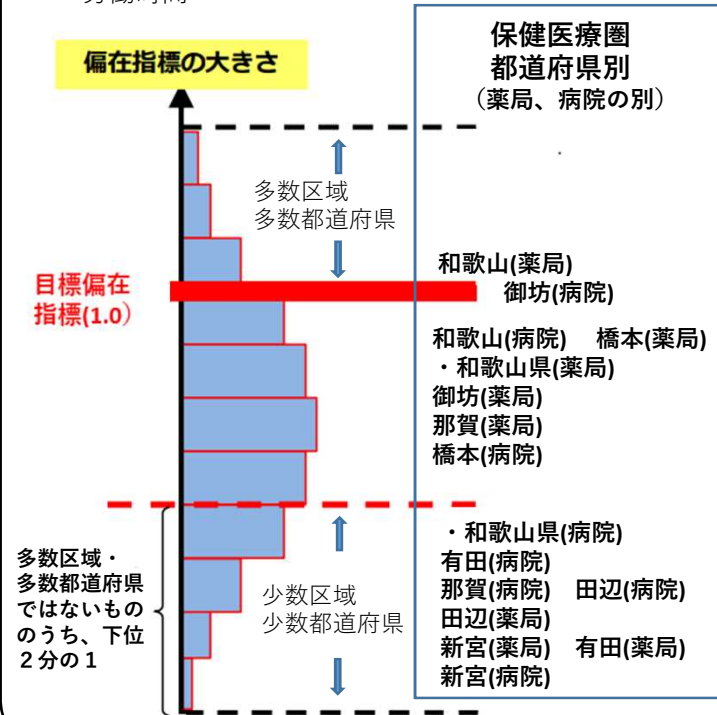 偏在指標の大きさ
多数区域
多数都道府県
目標偏在
指標(1.0)
多数区域・
多数都道府県
ではないもの
のうち、下位
２分の１
少数区域
少数都道府県
保健医療圏
都道府県別
（薬局、病院の別）
和歌山(薬局)
御坊(病院)
和歌山(病院)　橋本(薬局)
・和歌山県(薬局)
御坊(薬局)
那賀(薬局)
橋本(病院)
・和歌山県(病院)
有田(病院)
那賀(病院)　田辺(病院)
田辺(薬局)
新宮(薬局)　有田(薬局)
新宮(病院)